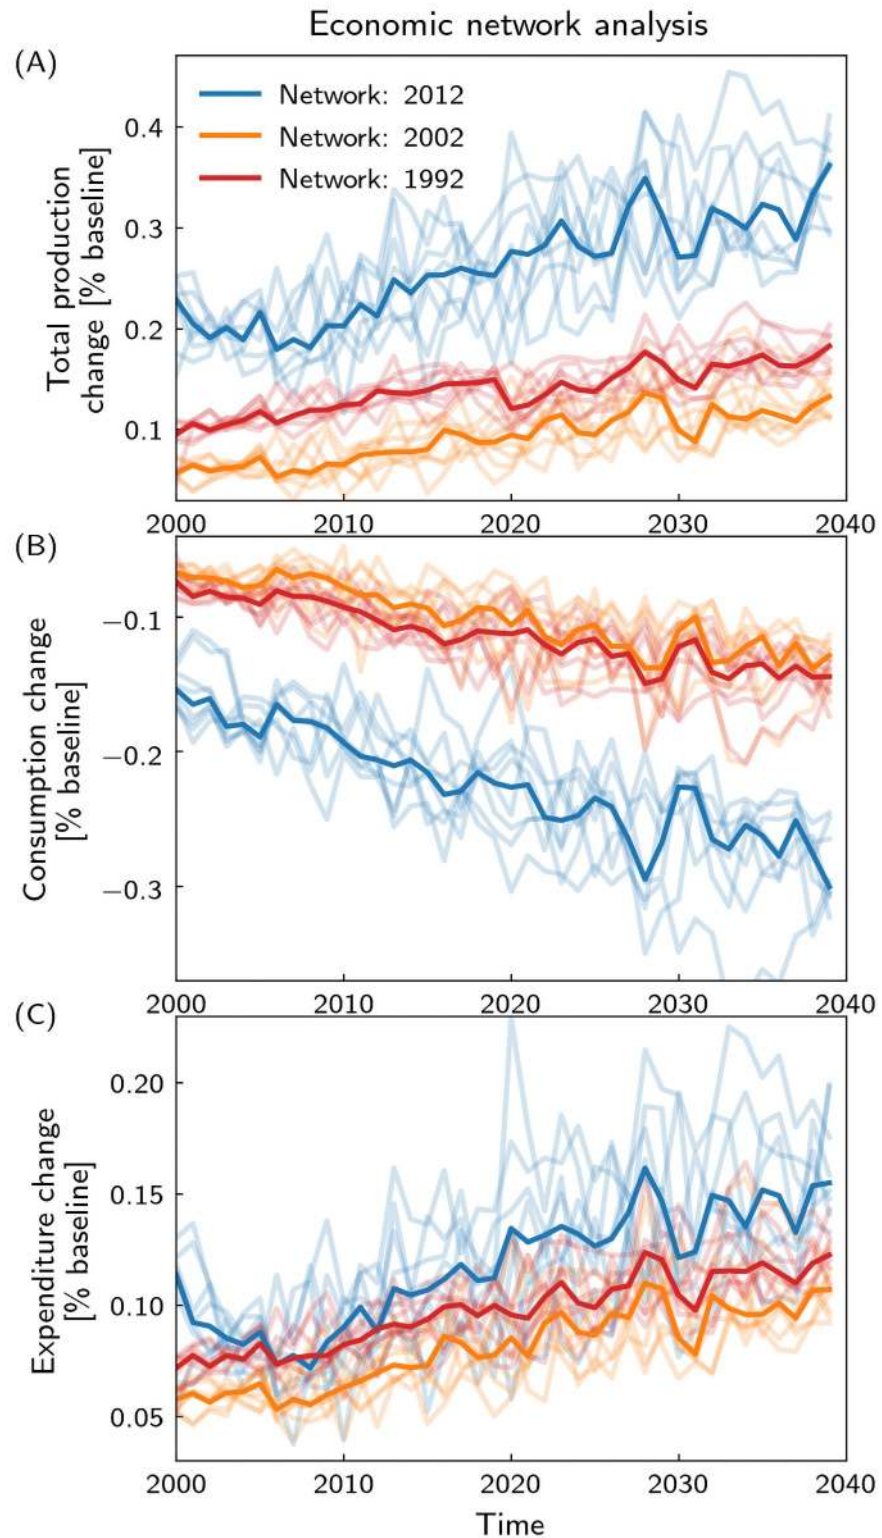 Economic network analysis
(A)
Total production
change [% baseline]
0.4
0.3
0.2
0.1
Network: 2012
Network: 2002
Network: 1992
2000 2010 2020 2030 2040
(B)
Consumption change
[% baseline]
−0.1
−0.2
−0.3
2000 2010 2020 2030 2040
(C)
Expenditure change
[% baseline]
0.20
0.15
0.10
0.05
2000 2010 2020 2030 2040
Time